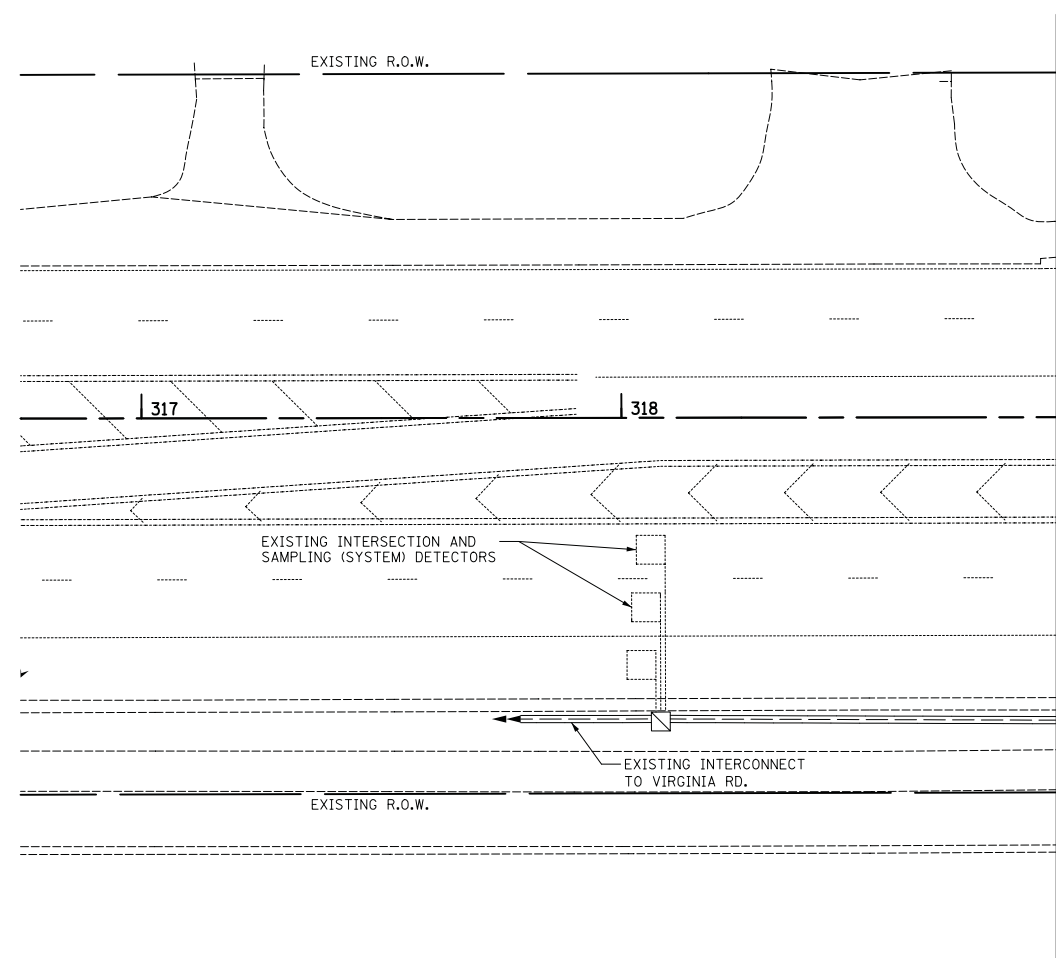 EXISTING R.O.W.
317
318
EXISTING INTERSECTION AND
SAMPLING (SYSTEM) DETECTORS
EXISTING INTERCONNECT
TO VIRGINIA RD.
EXISTING R.O.W.